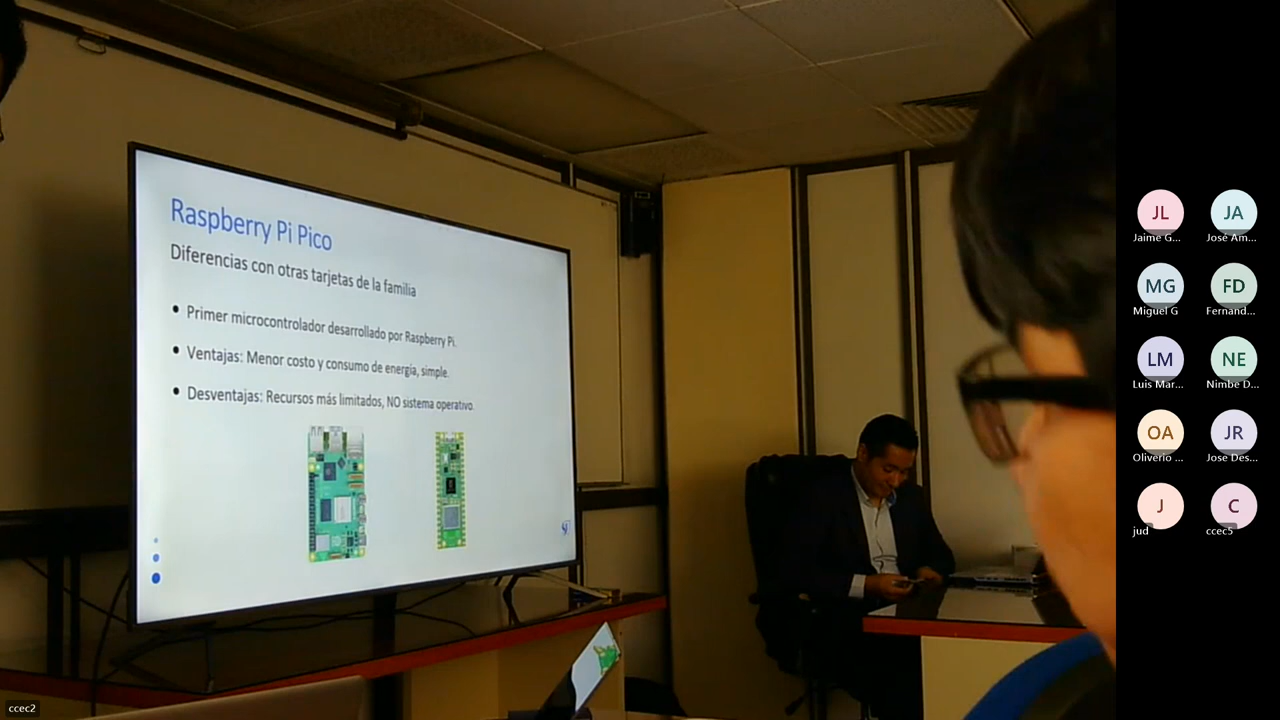 Raspberry Pi Pico
Diferencias con otras tarjetas de la familia
• Primer microcontrolador desarrollado por Raspberry Pi.
• Ventajas: Menor costo y consumo de energía, simple.
• Desventajas: Recursos más limitados, NO sistema operativo.
ccec2
JL
Jaime G...
JA
José Am...
MG
Miguel G
FD
Fernand...
LM
Luis Mar...
NE
Nimbe D...
OA
Oliverio ...
JR
Jose Des...
J
jud
C
ccec5